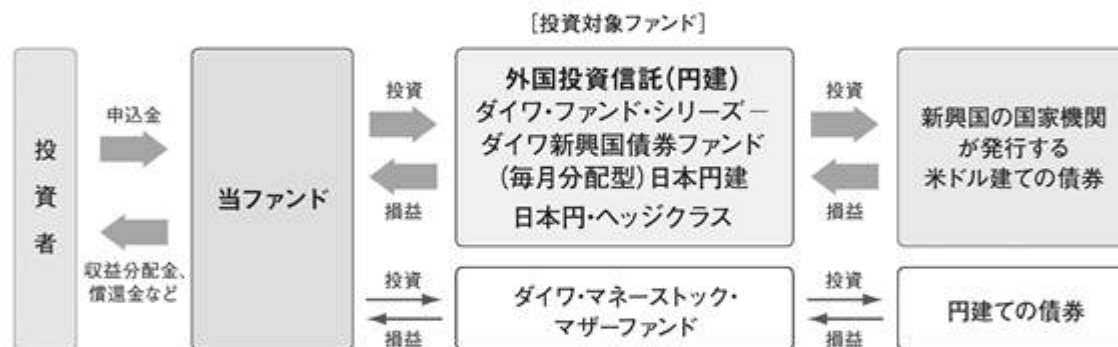 [投資対象ファンド]
投資者
申込金
収益分配金、
償還金など
当ファンド
投資
損益
外国投資信託(円建)
ダイワ・ファンド・シリーズ－
ダイワ新興国債券ファンド
(毎月分配型)日本円建
日本円・ヘッジクラス
投資
損益
新興国の国家機関
が発行する
米ドル建ての債券
投資
損益
ダイワ・マネーストック・
マザーファンド
投資
損益
円建ての債券